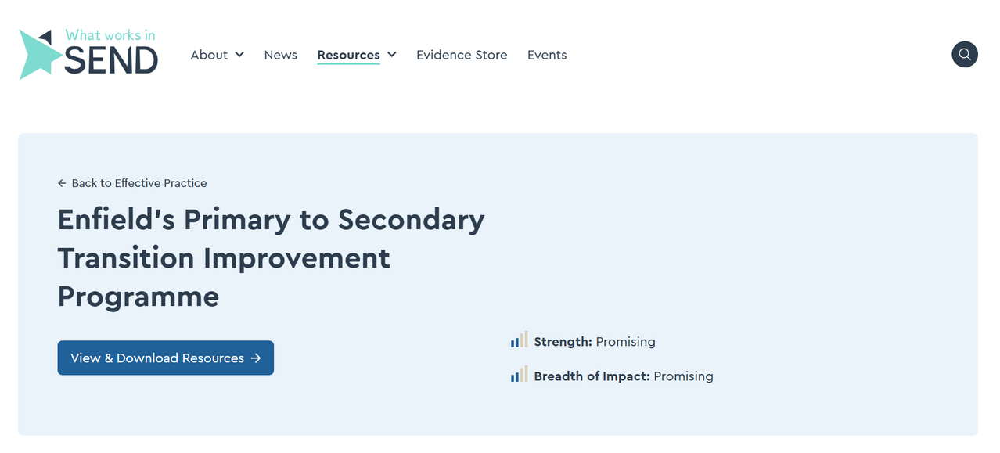 What works in
SEND
About
News
Resources
Evidence Store
Events
← Back to Effective Practice
Enfield's Primary to Secondary
Transition Improvement
Programme
View & Download Resources →
Strength: Promising
Breadth of Impact: Promising